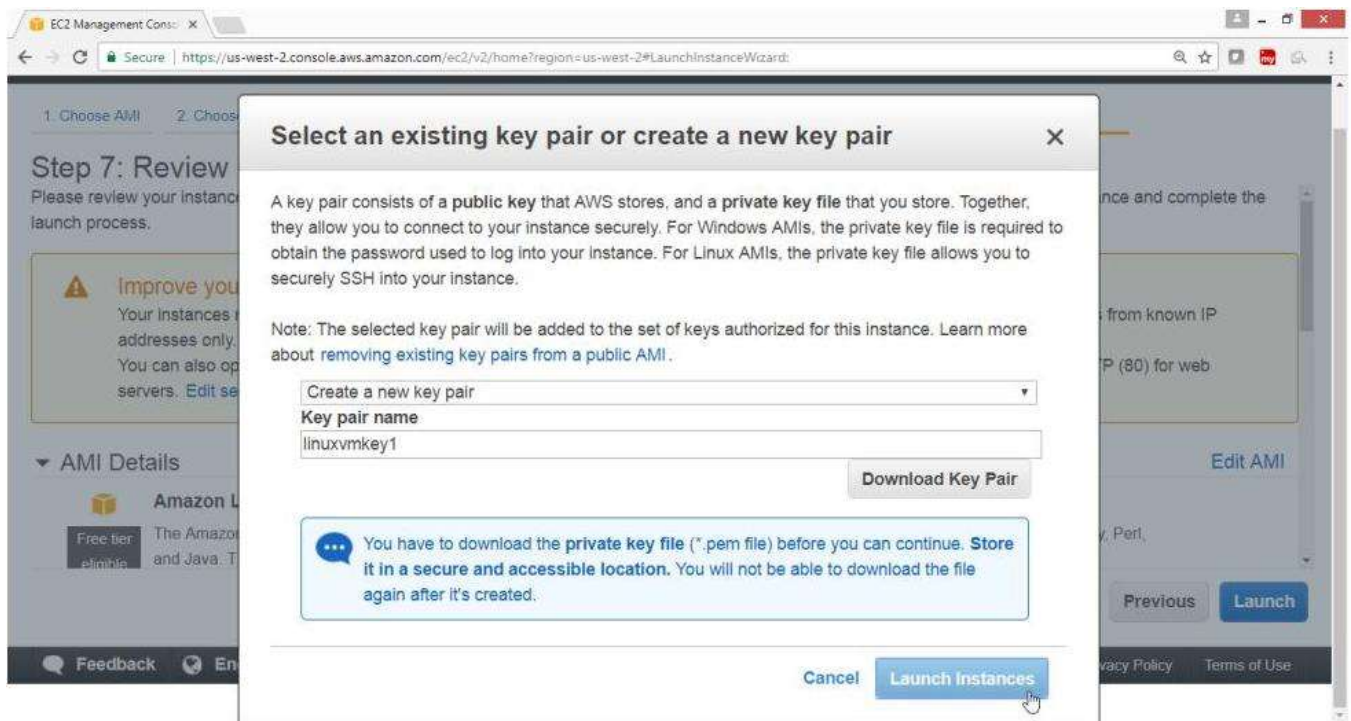 EC2 Management Cons
Secure | https://us-west-2.console.aws.amazon.com/ec2/v2/home?region=us-west-2#LaunchInstanceWizard:
my
1. Choose AMI 2. Choos
Select an existing key pair or create a new key pair
Step 7: Review
Please review your instanc
nce and complete the
launch process.
A key pair consists of a public key that AWS stores, and a private key file that you store. Together,
they allow you to connect to your instance securely. For Windows AMIs, the private key file is required to
obtain the password used to log into your instance. For Linux AMIs, the private key file allows you to
securely SSH into your instance.
Improve you
Your instances
from known IP
addresses only.
You can also op
P (80) for web
servers. Edit se
Note: The selected key pair will be added to the set of keys authorized for this instance. Learn more
about removing existing key pairs from a public AMI.
Create a new key pair
Key pair name
linuxvmkey1
Download Key Pair
AMI Details
Edit AMI
Amazon L
Free tier
eligible
The Amazon
y, Perl,
and Java. T
You have to download the private key file (*.pem file) before you can continue. Store
it in a secure and accessible location. You will not be able to download the file
again after it's created.
Previous Launch
Cancel Launch Instances
Feedback En
vacy Policy Terms of Use